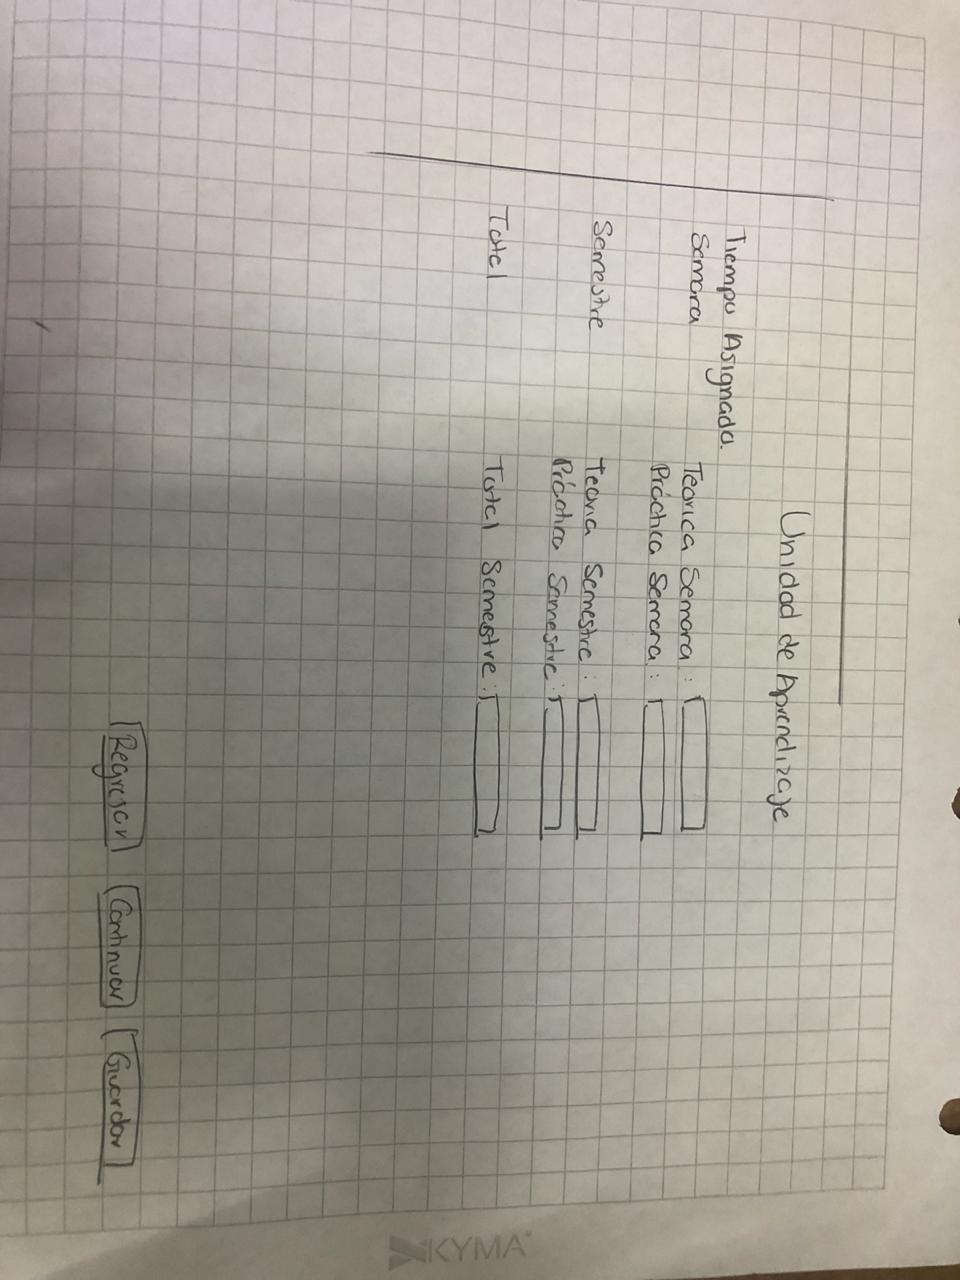 Unidad de Aprendizaje
Tiempo Asignado.
Semana Teorica Semana :
Práctica Semana :
Semestre Teoria Semestre :
Práctica Semestre :
Total Total Semestre :
Regresar Continuar Guardar
KYMA